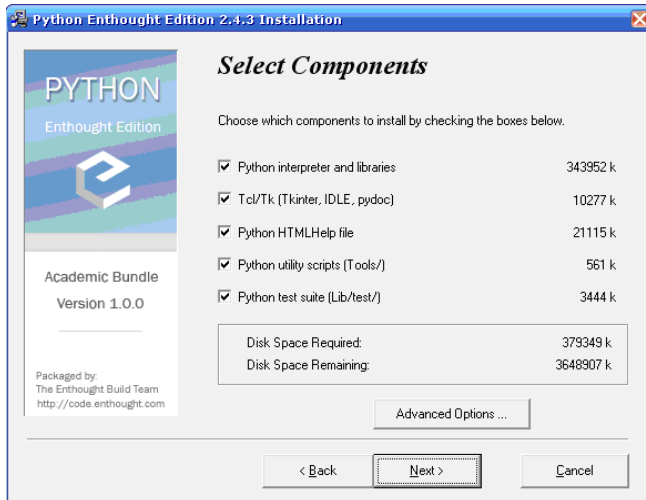 Python Enthought Edition 2.4.3 Installation
PYTHON
Enthought Edition
Academic Bundle
Version 1.0.0
Packaged by:
The Enthought Build Team
http://code.enthought.com
Select Components
Choose which components to install by checking the boxes below.
Python interpreter and libraries 343952 k
Tcl/Tk (Tkinter, IDLE, pydoc) 10277 k
Python HTMLHelp file 21115 k
Python utility scripts (Tools/) 561 k
Python test suite (Lib/test/) 3444 k
Disk Space Required: 379349 k
Disk Space Remaining: 3648907 k
Advanced Options ...
< Back Next > Cancel